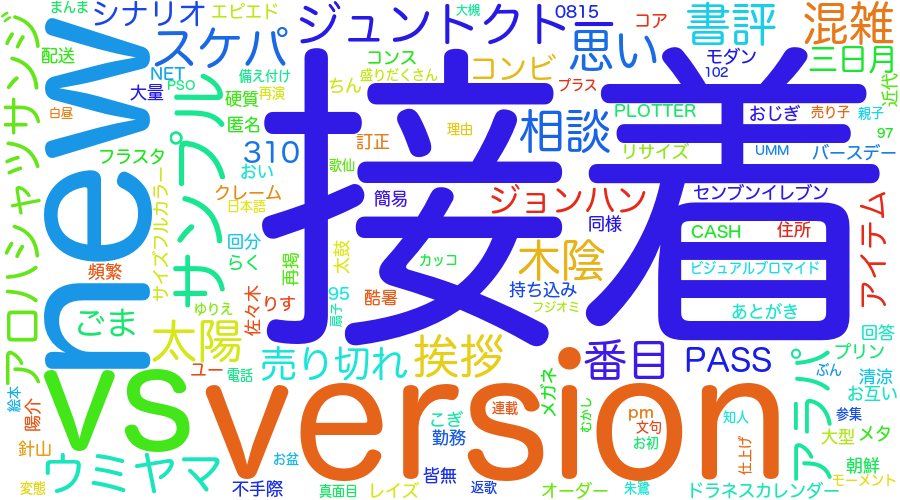 まんま
シナリオ
エピエド
ジュントクト
大槻
0815
コア
書評
混雑
配送
NET
PSO
スケパ
備え付け
コンス
盛りだくさん
コンビ
思い
モダン
102
三日月
大量
硬質
再演
ちん
プラス
PLOTTER
おじぎ
売り子
親子
近代
白昼
匿名
訂正
理由
相談
97
アロハシャッサンジ
new
フラスタ
サンプル
310
おい
歌仙
接着
リサイズ
UMM
バースデー
クレーム
日本語
簡易
ジョンハン
同様
センブンイレブン
サイズフルカラー
回分
らく
再掲
太鼓
カッコ
木陰
CASH
住所
アイテム
頻繁
ビジュアルブロマイド
ゆりえ
佐々木
りす
95
扇子
酷暑
持ち込み
フジオミ
あとがき
ごま
太陽
売り切れ
挨拶
番目
PASS
回答
プリン
ユー
電話
メガネ
アラパ
ぶん
清涼
お互い
絵本
陽介
vs
version
連載
こぎ
むかし
pm
文句
知人
参集
針山
勤務
お初
仕上げ
大型
メタ
ウミヤマ
お盆
皆無
朝鮮
変態
不手際
真面目
レイズ
返歌
オーダー
朱鷺
ドラネスカレンダー
モーメント